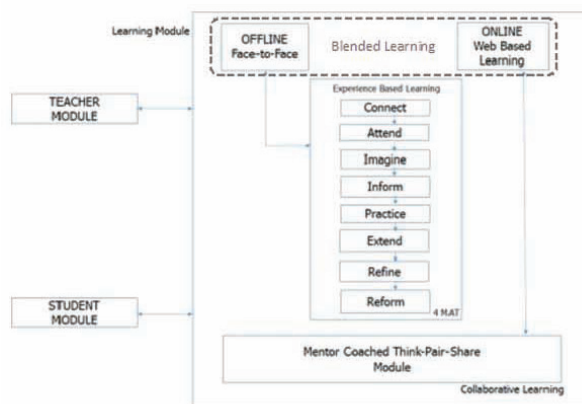 Learning Module
OFFLINE
Face-to-Face
Blended Learning
ONLINE
Web Based
Learning
Experience Based Learning
Connect
Attend
Imagine
Inform
Practice
Extend
Refine
Reform
4 MAT
TEACHER
MODULE
STUDENT
MODULE
Mentor Coached Think-Pair-Share
Module
Collaborative Learning